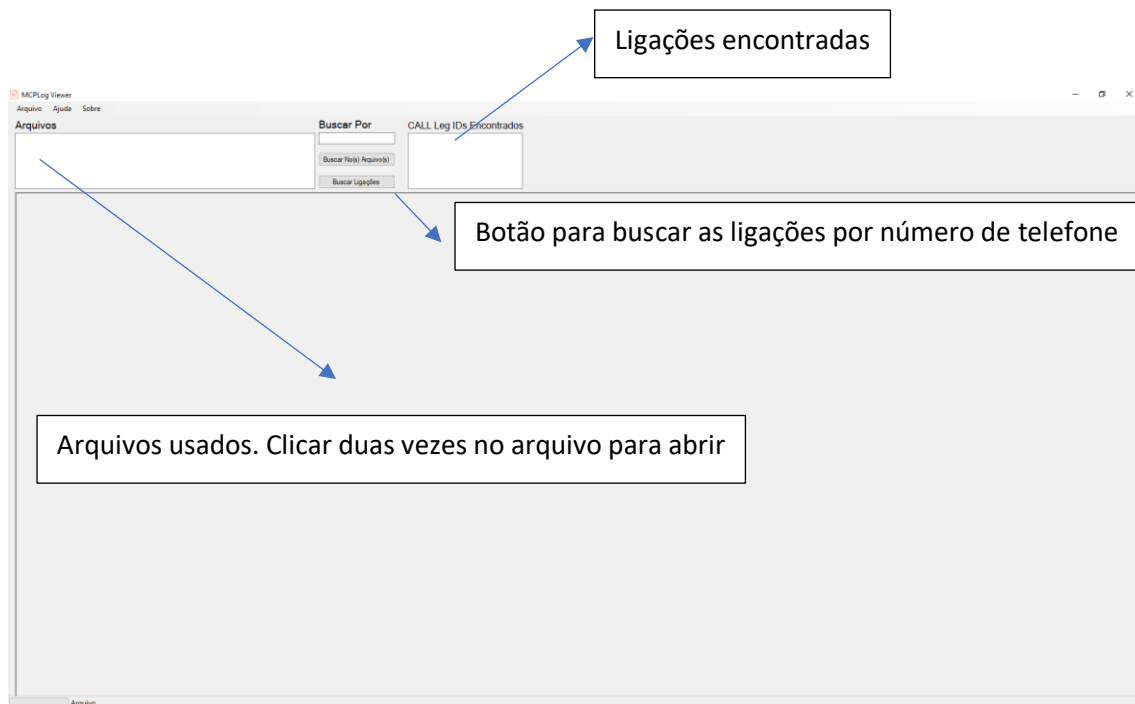 Ligações encontradas
MCPLog Viewer
Arquivo Ajuda Sobre
Arquivos
Buscar Por
CALL Leg IDs Encontrados
Buscar No(s) Arquivo(s)
Buscar Ligações
Botão para buscar as ligações por número de telefone
Arquivos usados. Clicar duas vezes no arquivo para abrir
Arquivo